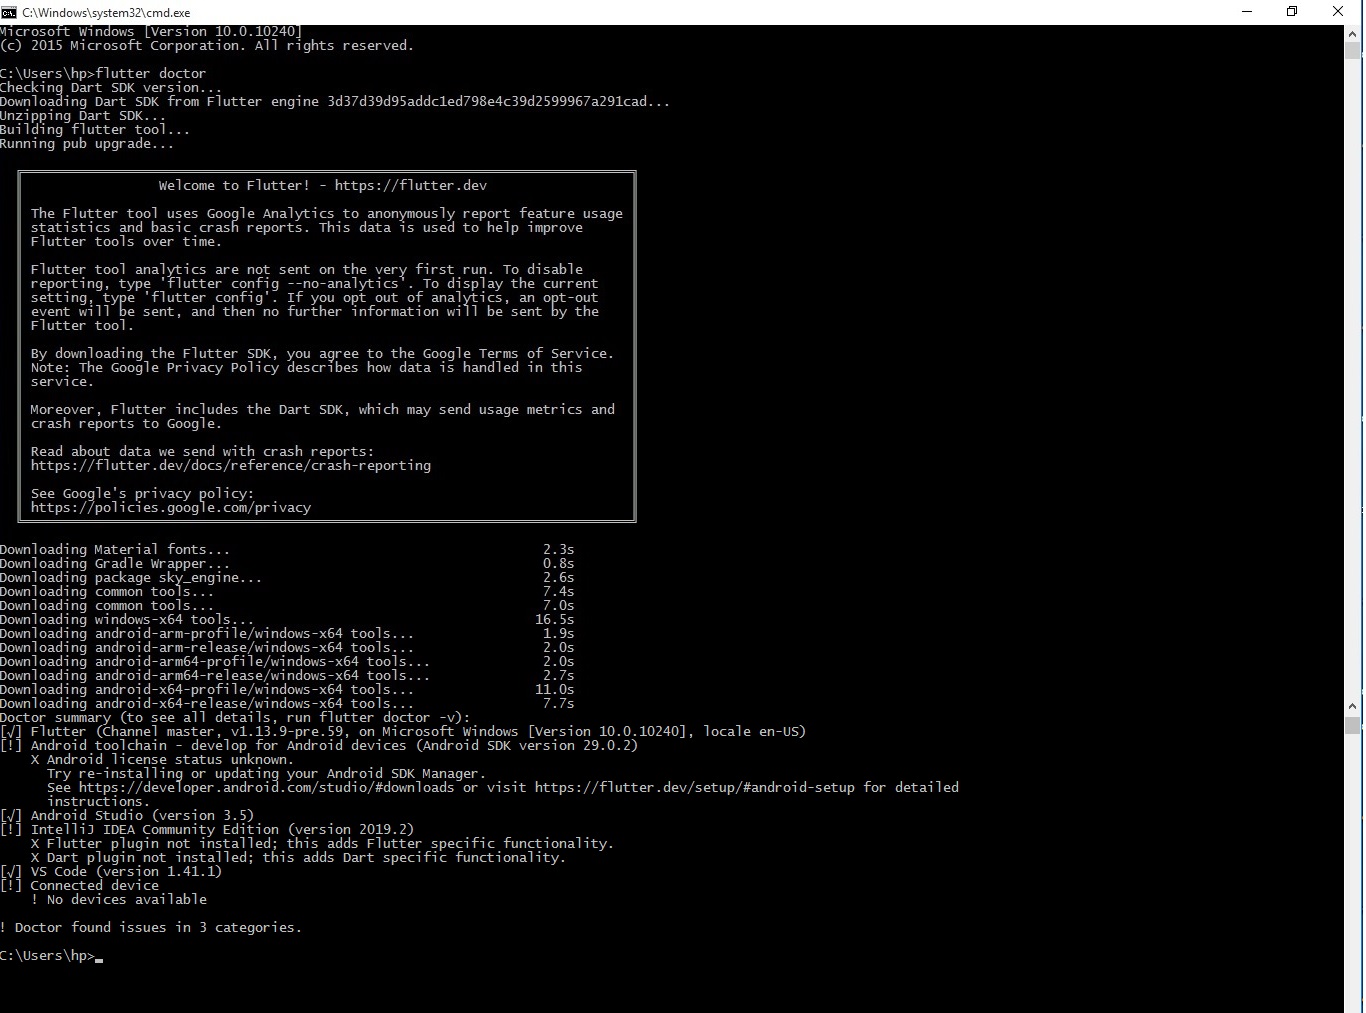 C:\Windows\system32\cmd.exe
Microsoft Windows [Version 10.0.10240]
(c) 2015 Microsoft Corporation. All rights reserved.
C:\Users\hp>flutter doctor
Checking Dart SDK version...
Downloading Dart SDK from Flutter engine 3d37d39d95addc1ed798e4c39d2599967a291cad...
Unzipping Dart SDK...
Building flutter tool...
Running pub upgrade...
Welcome to Flutter! - https://flutter.dev
The Flutter tool uses Google Analytics to anonymously report feature usage
statistics and basic crash reports. This data is used to help improve
Flutter tools over time.
Flutter tool analytics are not sent on the very first run. To disable
reporting, type 'flutter config --no-analytics'. To display the current
setting, type 'flutter config'. If you opt out of analytics, an opt-out
event will be sent, and then no further information will be sent by the
Flutter tool.
By downloading the Flutter SDK, you agree to the Google Terms of Service.
Note: The Google Privacy Policy describes how data is handled in this
service.
Moreover, Flutter includes the Dart SDK, which may send usage metrics and
crash reports to Google.
Read about data we send with crash reports:
https://flutter.dev/docs/reference/crash-reporting
See Google's privacy policy:
https://policies.google.com/privacy
Downloading Material fonts... 2.3s
Downloading Gradle Wrapper... 0.8s
Downloading package sky_engine... 2.6s
Downloading common tools... 7.4s
Downloading common tools... 7.0s
Downloading windows-x64 tools... 16.5s
Downloading android-arm-profile/windows-x64 tools... 1.9s
Downloading android-arm-release/windows-x64 tools... 2.0s
Downloading android-arm64-profile/windows-x64 tools... 2.0s
Downloading android-arm64-release/windows-x64 tools... 2.7s
Downloading android-x64-profile/windows-x64 tools... 11.0s
Downloading android-x64-release/windows-x64 tools... 7.7s
Doctor summary (to see all details, run flutter doctor -v):
[√] Flutter (Channel master, v1.13.9-pre.59, on Microsoft Windows [Version 10.0.10240], locale en-US)
[!] Android toolchain - develop for Android devices (Android SDK version 29.0.2)
X Android license status unknown.
Try re-installing or updating your Android SDK Manager.
See https://developer.android.com/studio/#downloads or visit https://flutter.dev/setup/#android-setup for detailed
instructions.
[√] Android Studio (version 3.5)
[!] IntelliJ IDEA Community Edition (version 2019.2)
X Flutter plugin not installed; this adds Flutter specific functionality.
X Dart plugin not installed; this adds Dart specific functionality.
[√] VS Code (version 1.41.1)
[!] Connected device
! No devices available
! Doctor found issues in 3 categories.
C:\Users\hp>